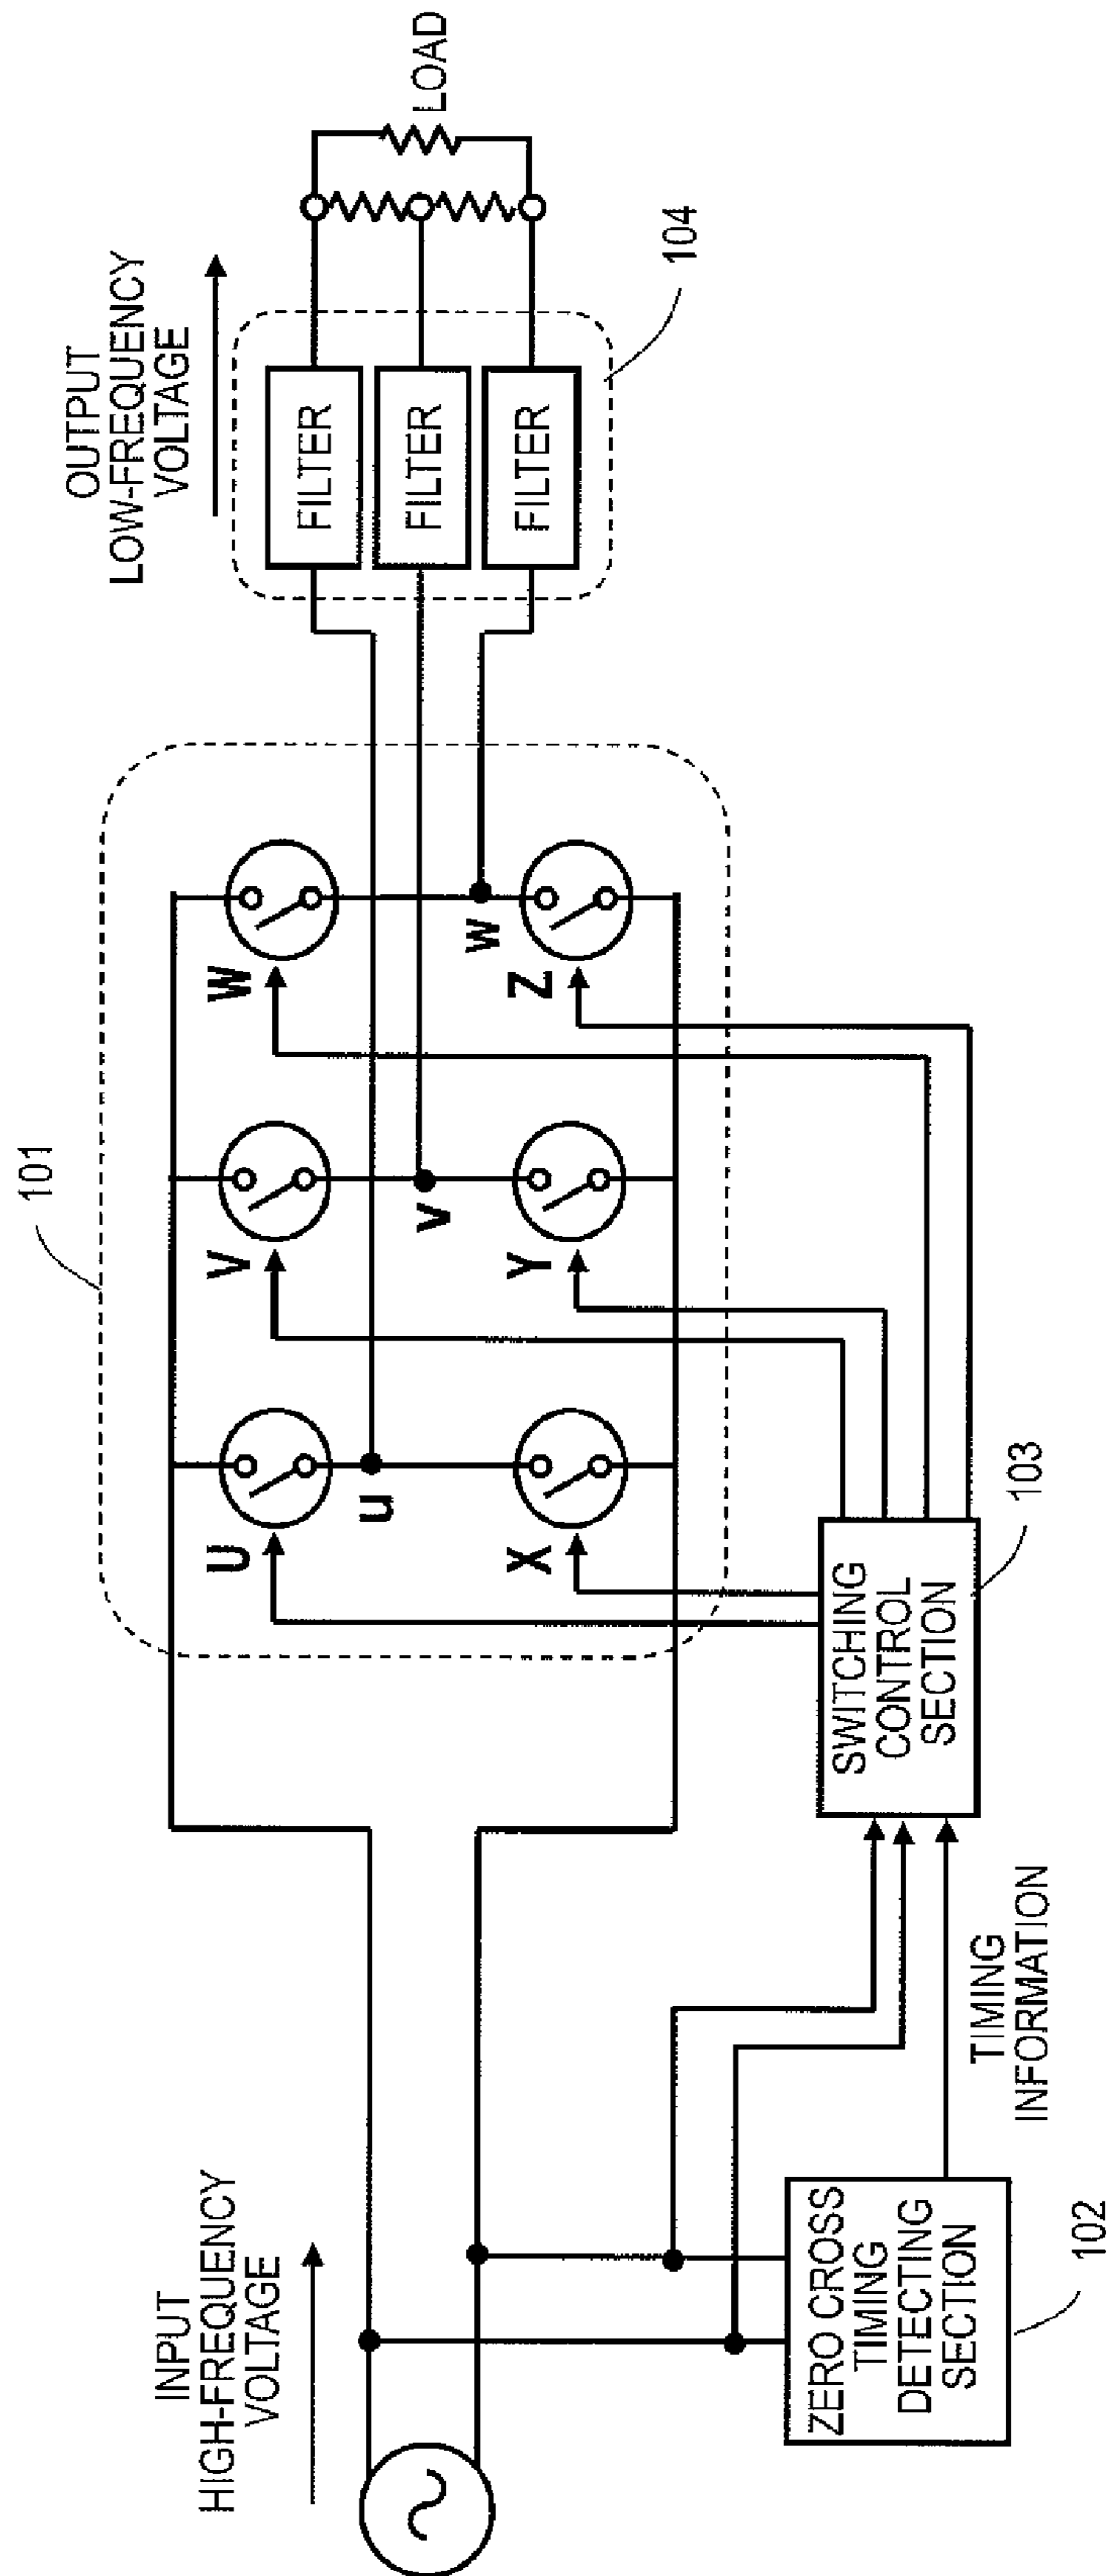 INPUT
HIGH-FREQUENCY
VOLTAGE
OUTPUT
LOW-FREQUENCY
VOLTAGE
101
U
V
W
u
v
w
X
Y
Z
FILTER
FILTER
FILTER
LOAD
104
ZERO CROSS
TIMING
DETECTING
SECTION
102
TIMING
INFORMATION
SWITCHING
CONTROL
SECTION
103